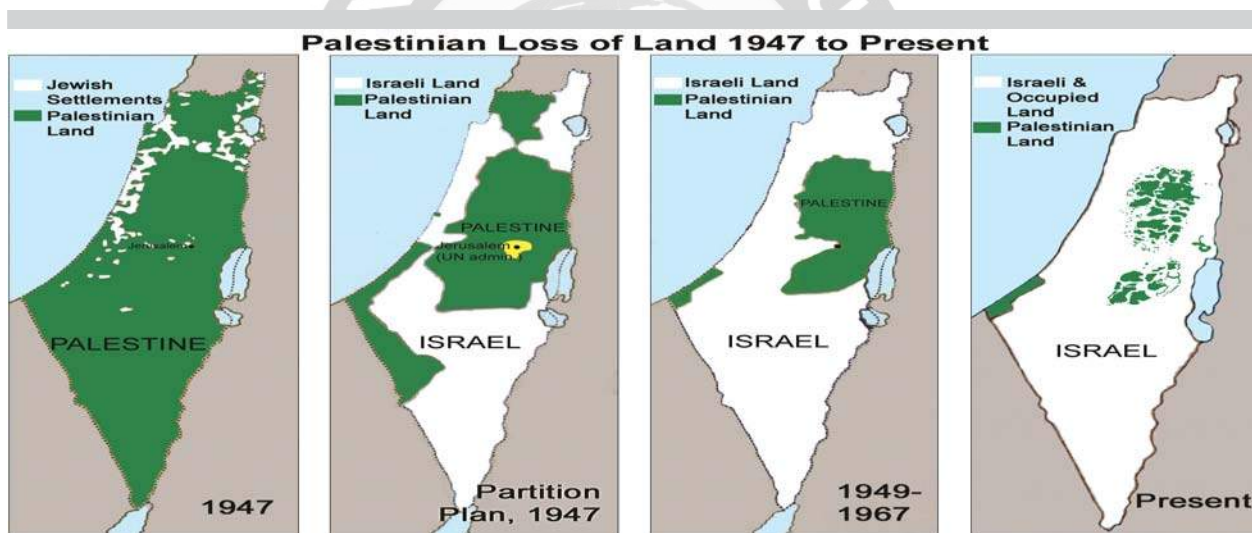 Palestinian Loss of Land 1947 to Present
Jewish
Settlements
Palestinian
Land
Jerusalem
PALESTINE
1947
Israeli Land
Palestinian
Land
PALESTINE
Jerusalem
(UN admin.)
ISRAEL
Partition
Plan, 1947
Israeli Land
Palestinian
Land
PALESTINE
ISRAEL
1949-
1967
Israeli &
Occupied
Land
Palestinian
Land
ISRAEL
Present